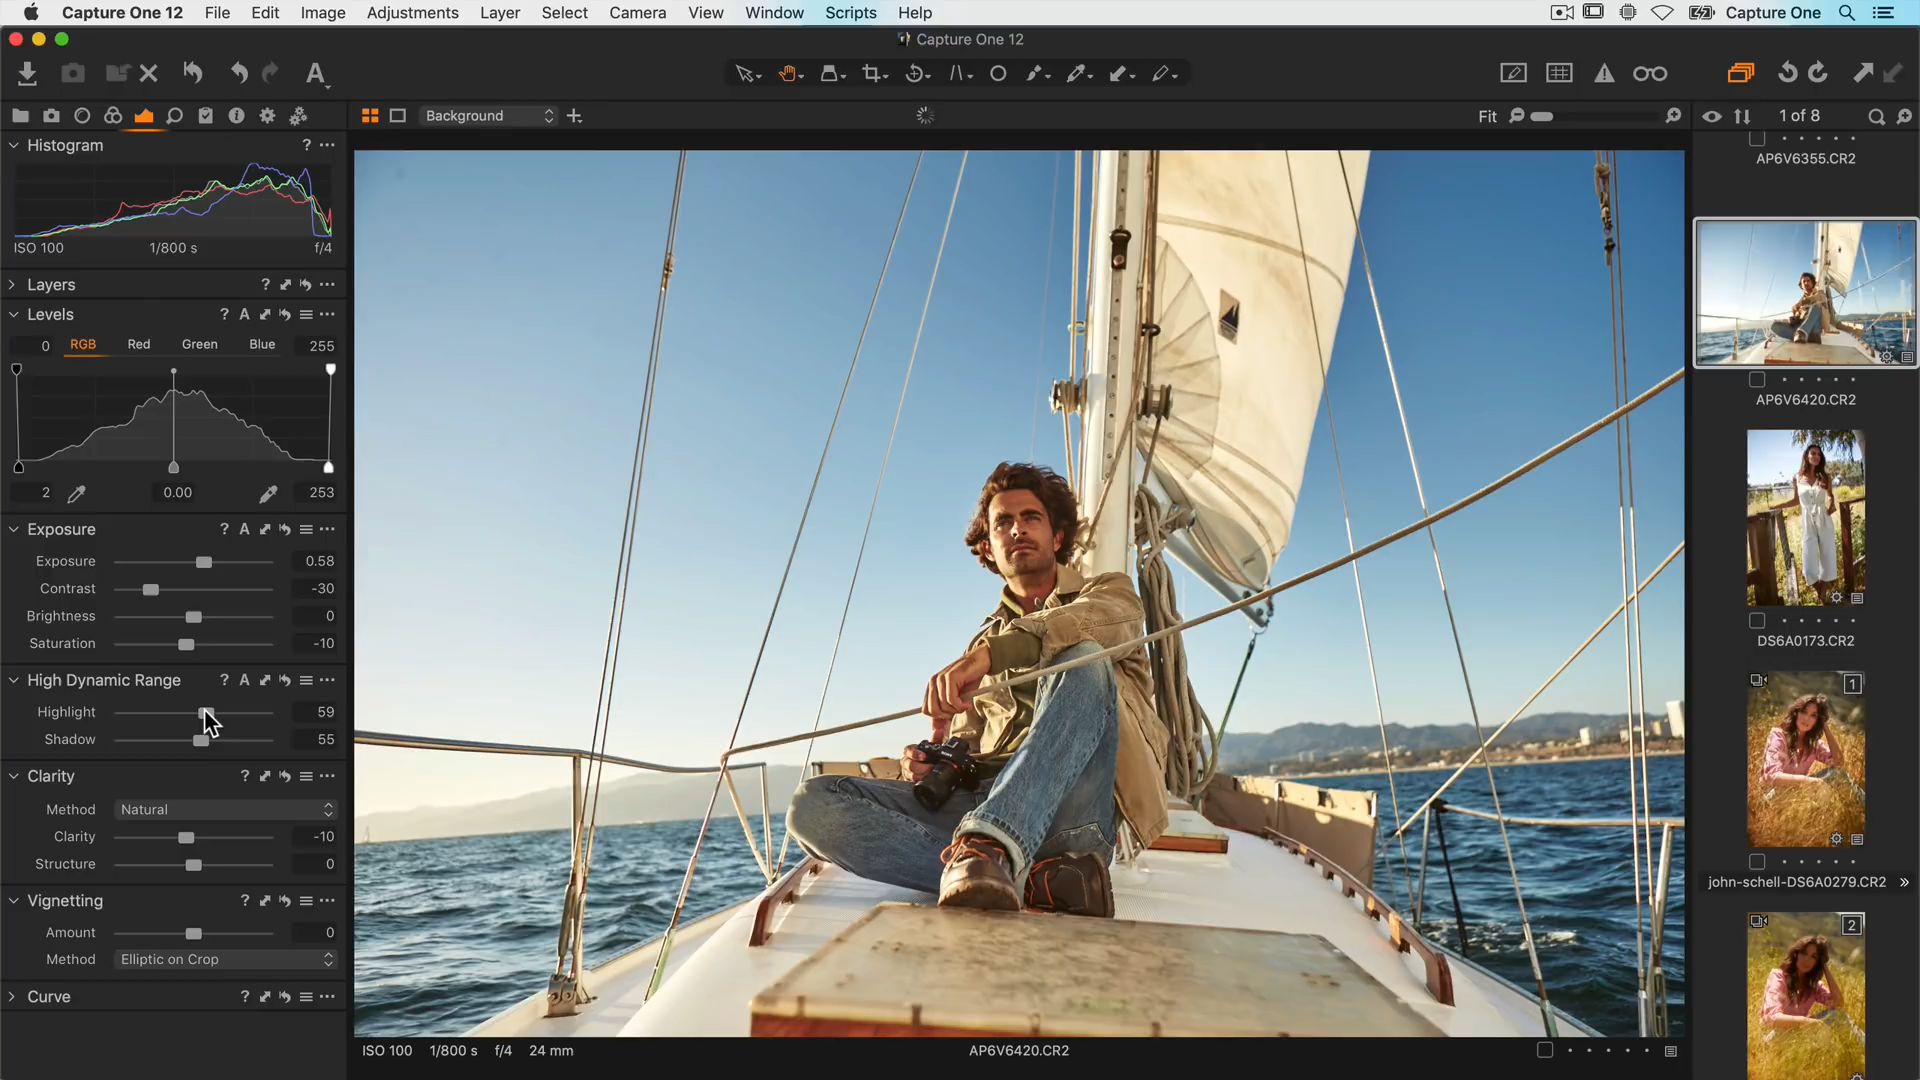 Capture One 12 File Edit Image Adjustments Layer Select Camera View Window Scripts Help Capture One
Capture One 12
A
Background
Fit
1 of 8
Histogram ?
ISO 100 1/800 s f/4
Layers ?
Levels ? A
0 RGB Red Green Blue 255
2 0.00 253
Exposure ? A
Exposure 0.58
Contrast -30
Brightness 0
Saturation -10
High Dynamic Range ? A
Highlight 59
Shadow 55
Clarity ?
Method Natural
Clarity -10
Structure 0
Vignetting ?
Amount 0
Method Elliptic on Crop
Curve ?
ISO 100 1/800 s f/4 24 mm
AP6V6420.CR2
AP6V6355.CR2
AP6V6420.CR2
DS6A0173.CR2
1
john-schell-DS6A0279.CR2
2